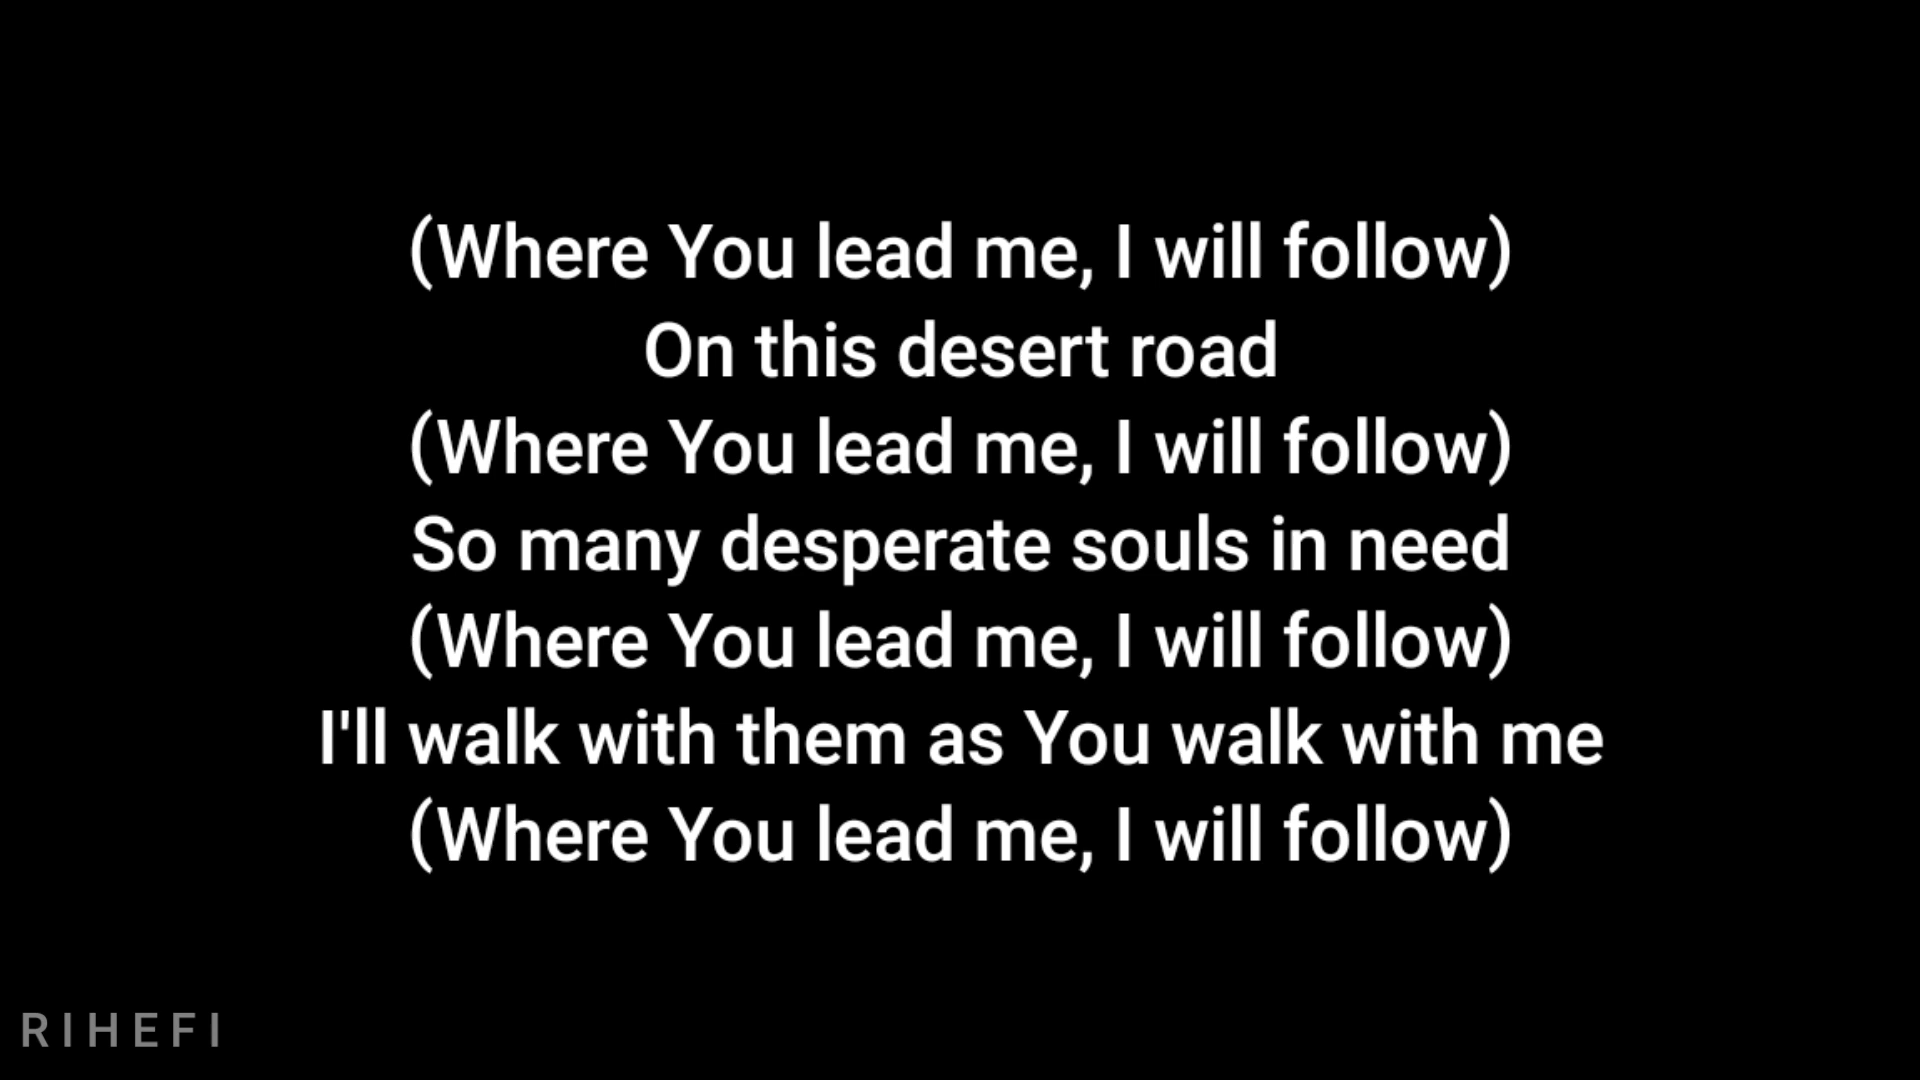 (Where You lead me, I will follow)
On this desert road
(Where You lead me, I will follow)
So many desperate souls in need
(Where You lead me, I will follow)
I'll walk with them as You walk with me
(Where You lead me, I will follow)
RIHEFI